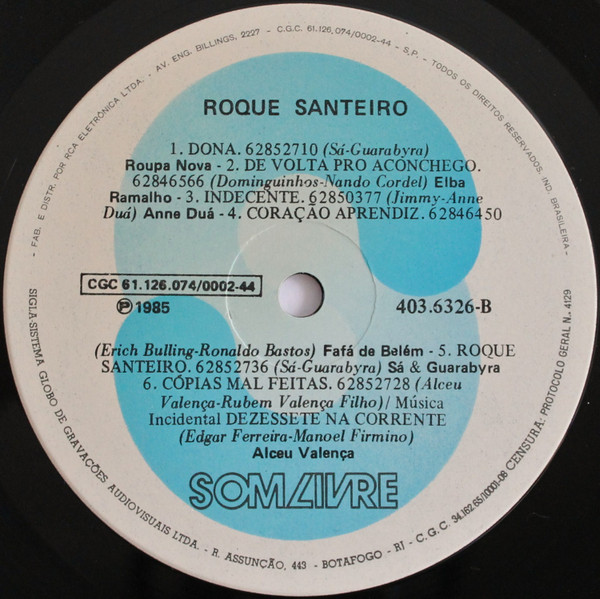 - FAB. E DISTR. POR RCA ELETRÔNICA LTDA. - AV. ENG. BILLINGS, 2227 - C.G.C. 61.126.074/0002-44 - S.P. - TODOS OS DIREITOS RESERVADOS. IND. BRASILEIRA -
ROQUE SANTEIRO
1. DONA. 62852710 (Sá-Guarabyra)
Roupa Nova - 2. DE VOLTA PRO ACONCHEGO.
62846566 (Dominguinhos-Nando Cordel) Elba
Ramalho - 3. INDECENTE. 62850377 (Jimmy-Anne
Duá) Anne Duá - 4. CORAÇÃO APRENDIZ. 62846450
CGC 61.126.074/0002-44
Ⓟ 1985
403.6326-B
(Erich Bulling-Ronaldo Bastos) Fafá de Belém - 5. ROQUE
SANTEIRO. 62852736 (Sá-Guarabyra) Sá & Guarabyra
6. CÓPIAS MAL FEITAS. 62852728 (Alceu
Valença-Rubem Valença Filho)/ Música
Incidental DEZESSETE NA CORRENTE
(Edgar Ferreira-Manoel Firmino)
Alceu Valença
SOM LIVRE
SIGLA-SISTEMA GLOBO DE GRAVAÇÕES AUDIOVISUAIS LTDA. - R. ASSUNÇÃO, 443 - BOTAFOGO - RJ - C.G.C. 34.162.651/0001-08 CENSURA: PROTOCOLO GERAL N. 4129